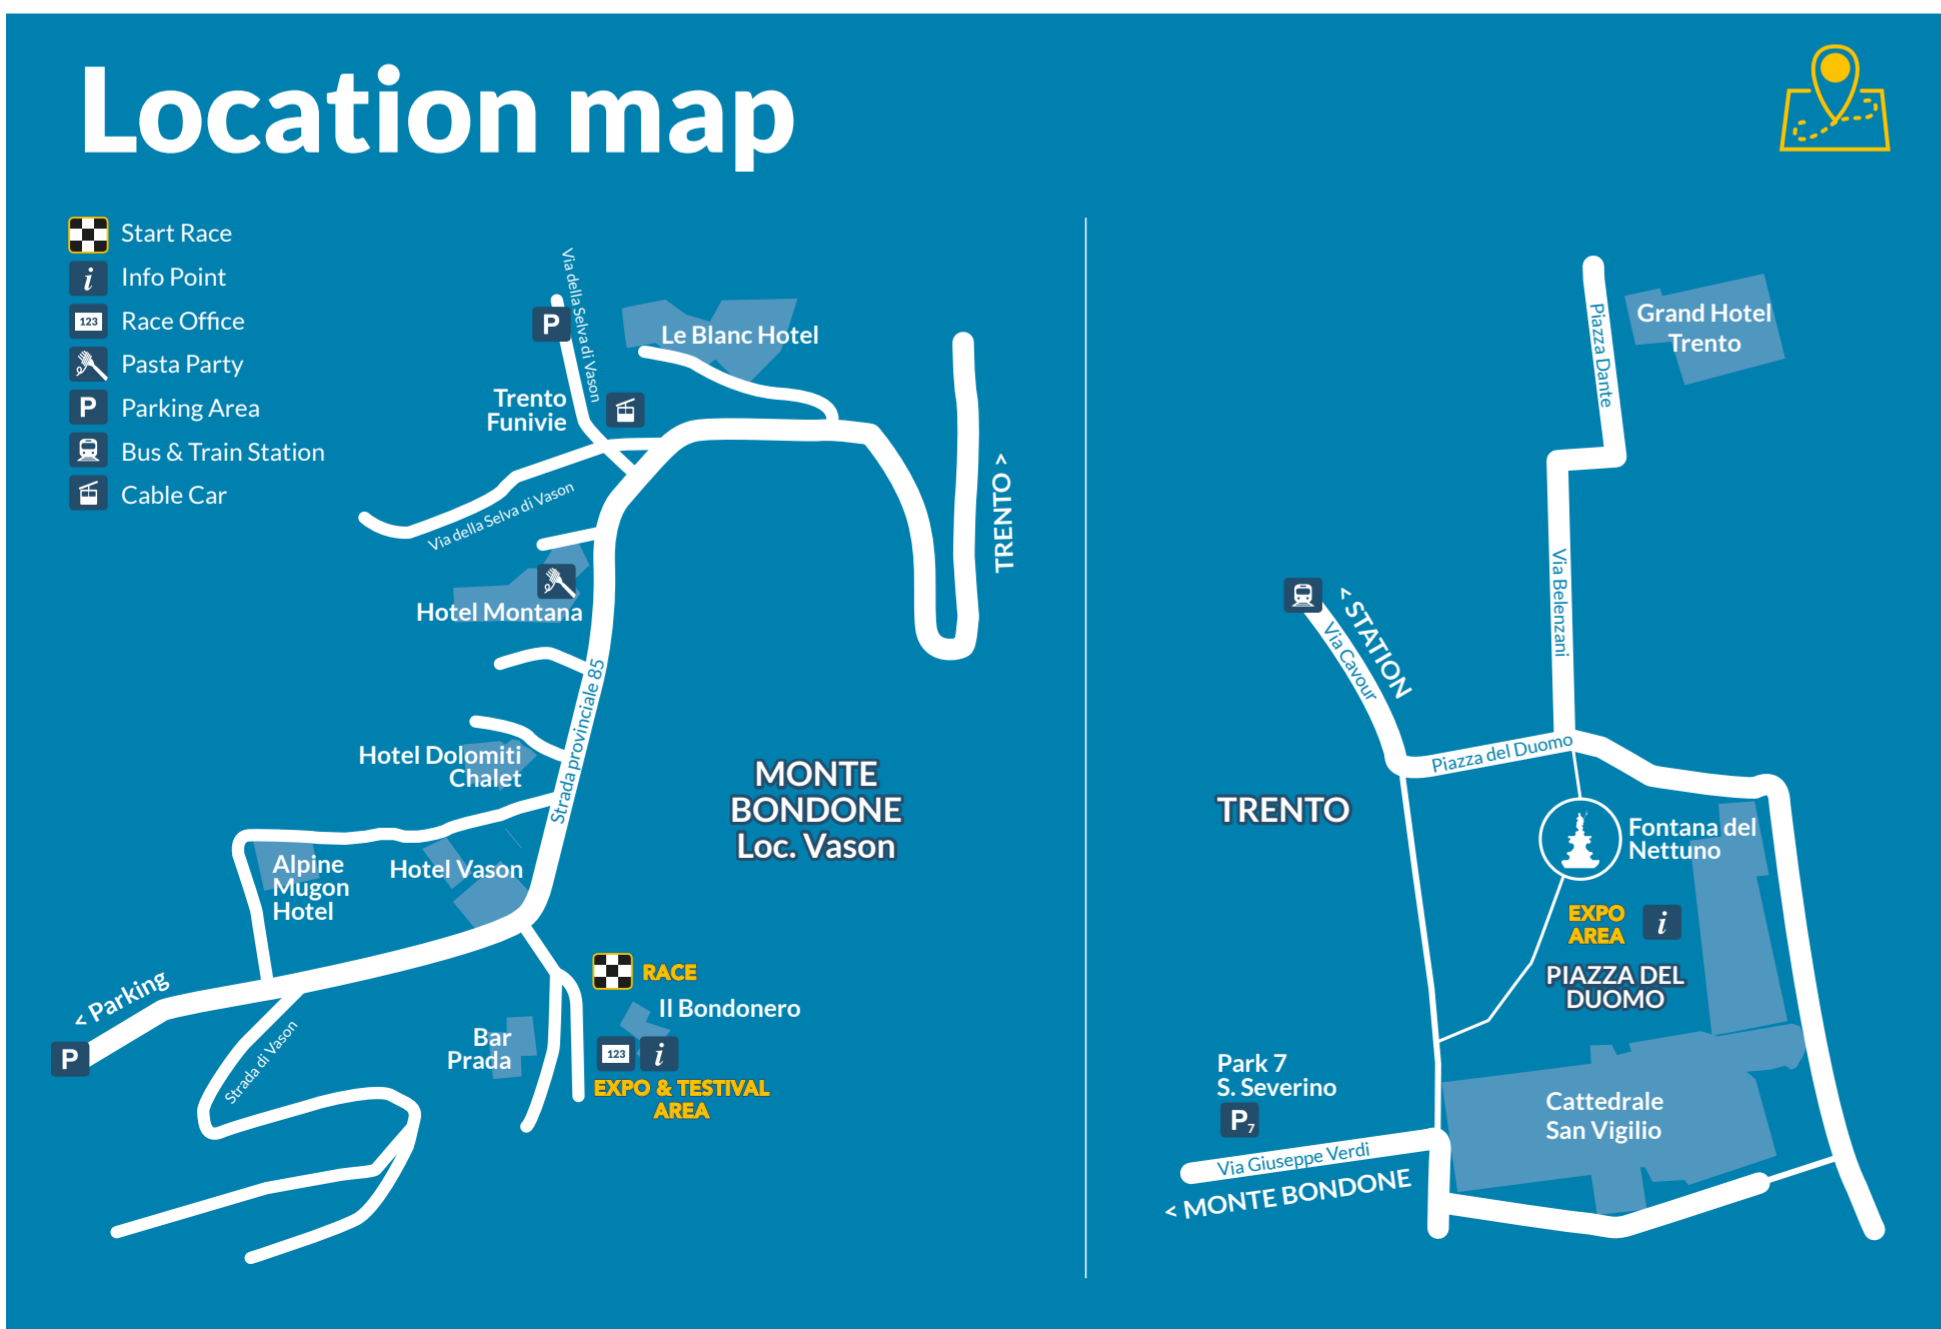 Location map
Start Race
i Info Point
123 Race Office
Pasta Party
P Parking Area
Bus & Train Station
Cable Car
Via della Selva di Vason
P
Le Blanc Hotel
Trento
Funivie
Via della Selva di Vason
TRENTO >
Hotel Montana
Strada provinciale 85
Hotel Dolomiti
Chalet
MONTE
BONDONE
Loc. Vason
Alpine
Mugon
Hotel
Hotel Vason
< Parking
P
Strada di Vason
RACE
Il Bondonero
Bar
Prada
123 i
EXPO & TESTIVAL
AREA
Piazza Dante
Grand Hotel
Trento
Via Belenzani
< STATION
Via Cavour
Piazza del Duomo
TRENTO
Fontana del
Nettuno
EXPO
AREA
i
PIAZZA DEL
DUOMO
Park 7
S. Severino
P7
Via Giuseppe Verdi
< MONTE BONDONE
Cattedrale
San Vigilio